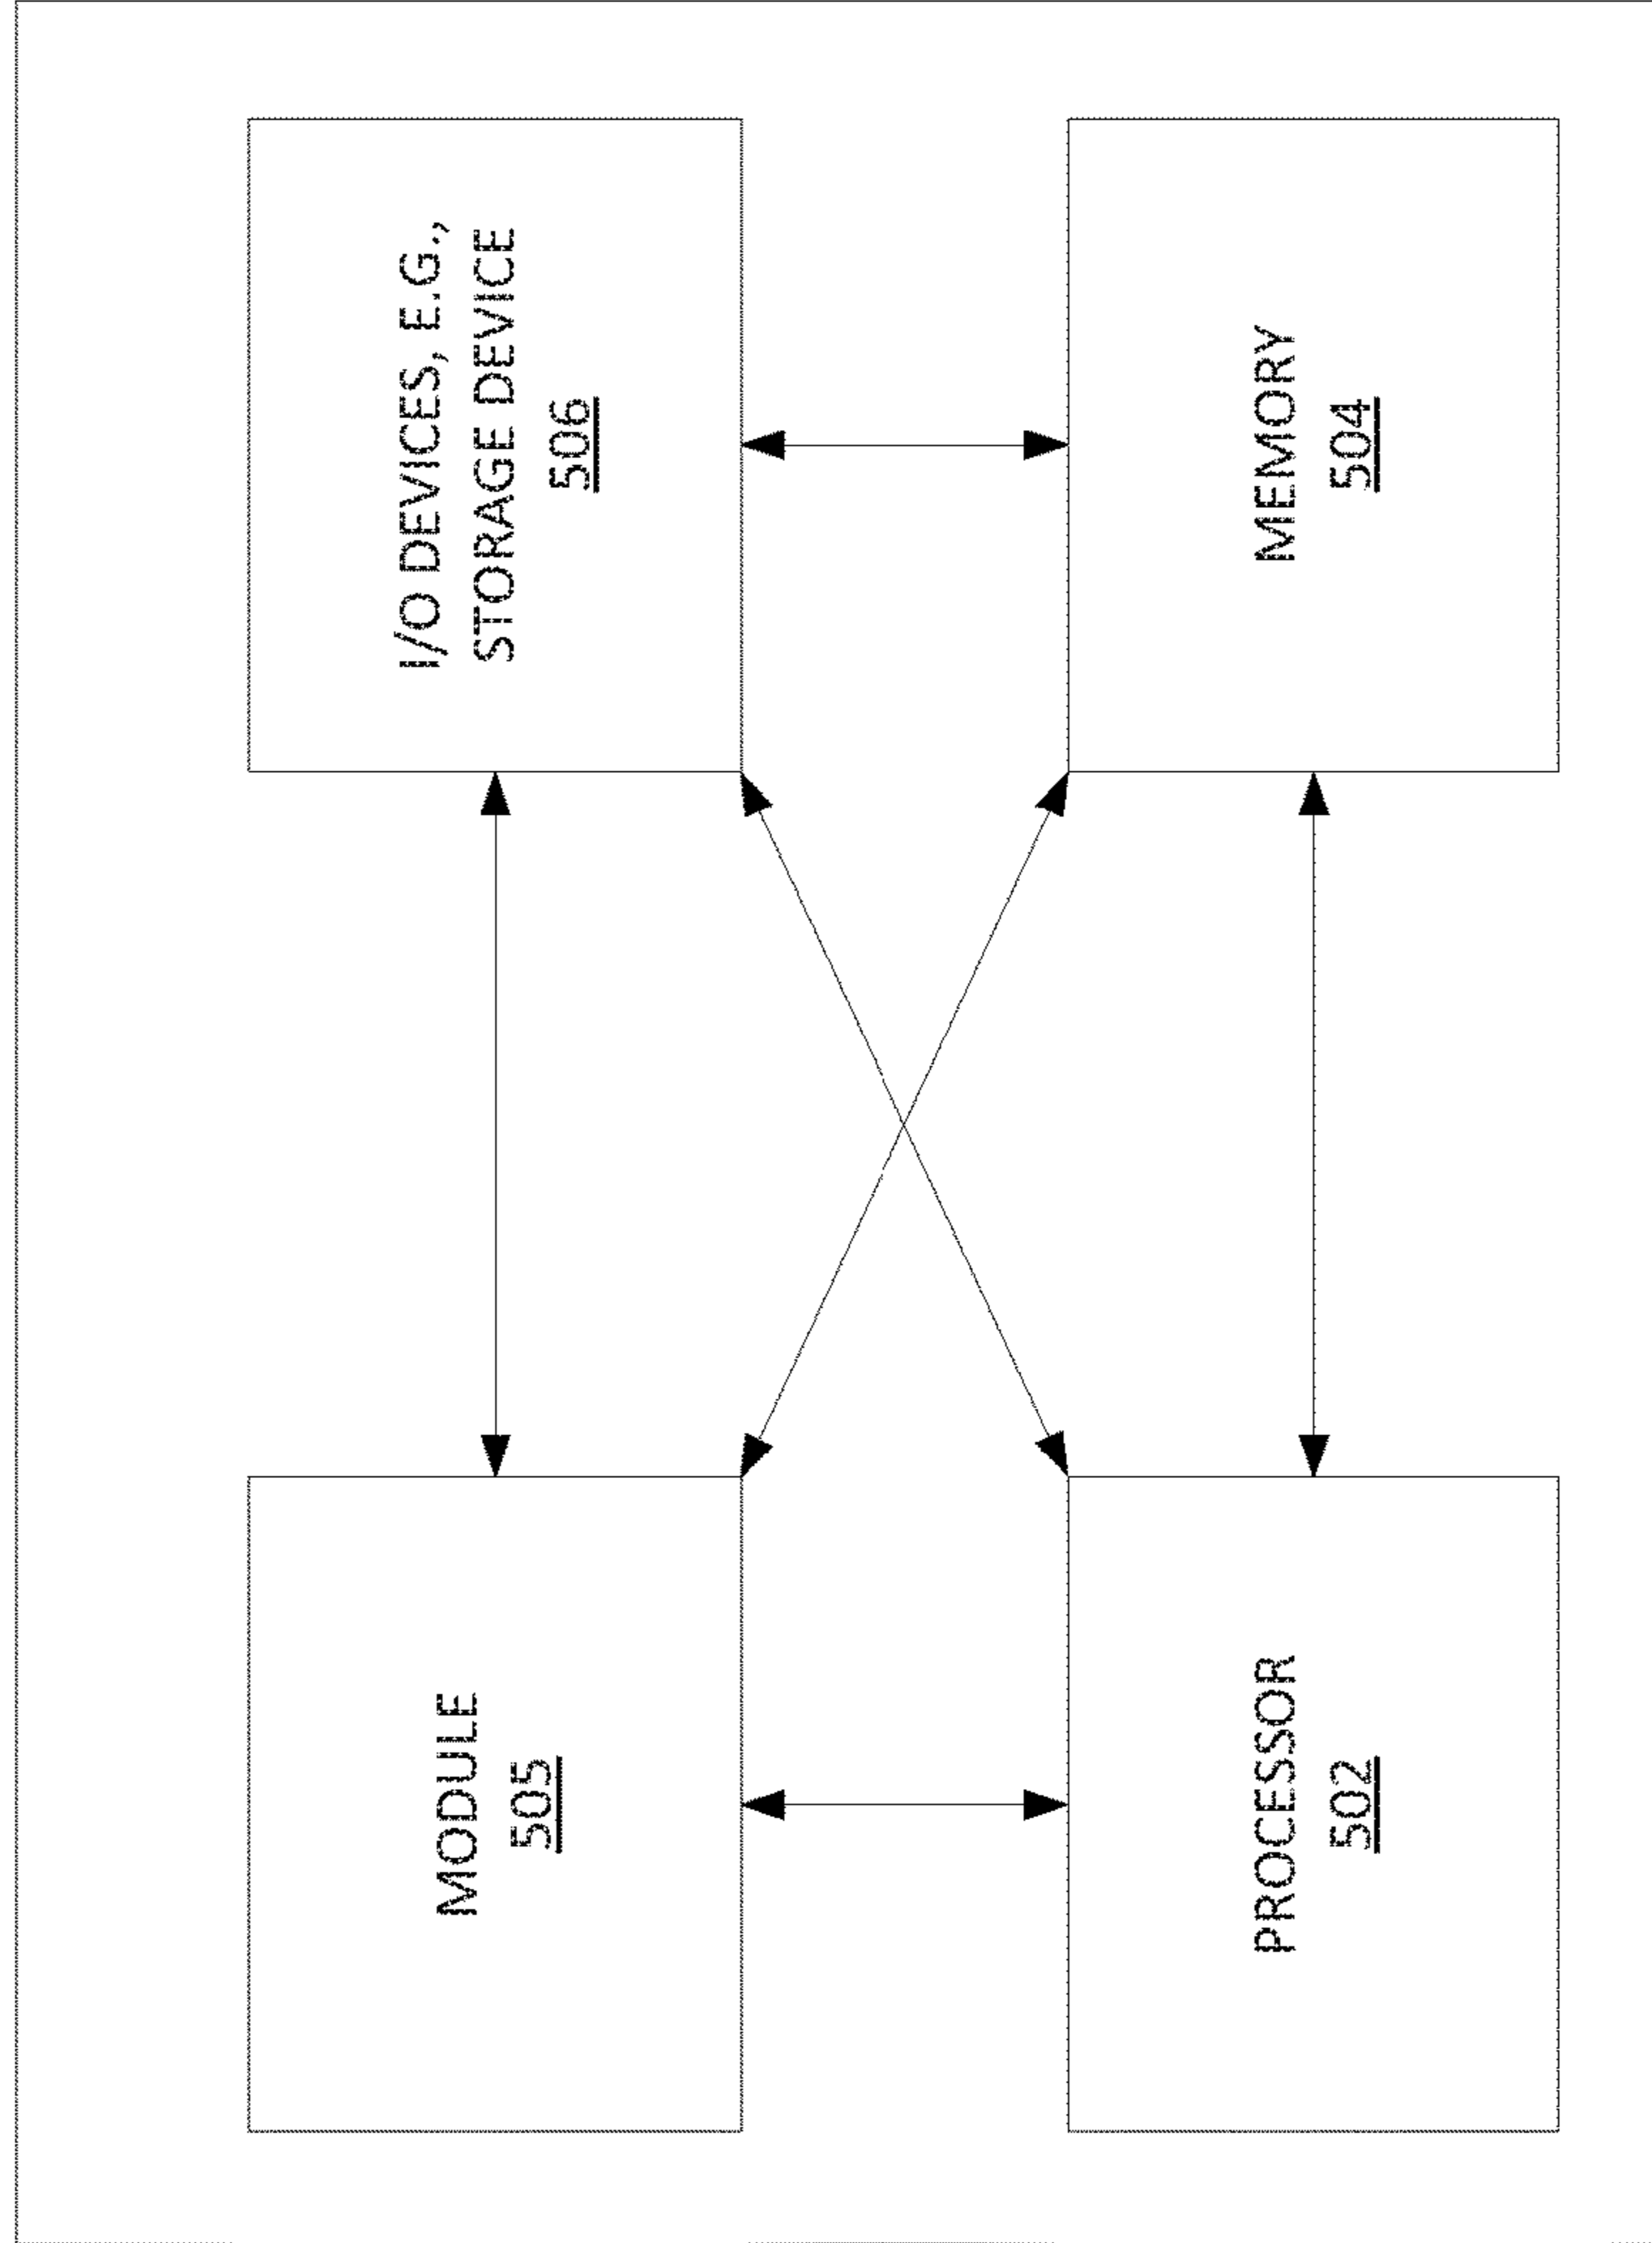 MODULE
505
I/O DEVICES, E.G.,
STORAGE DEVICE
506
PROCESSOR
502
MEMORY
504